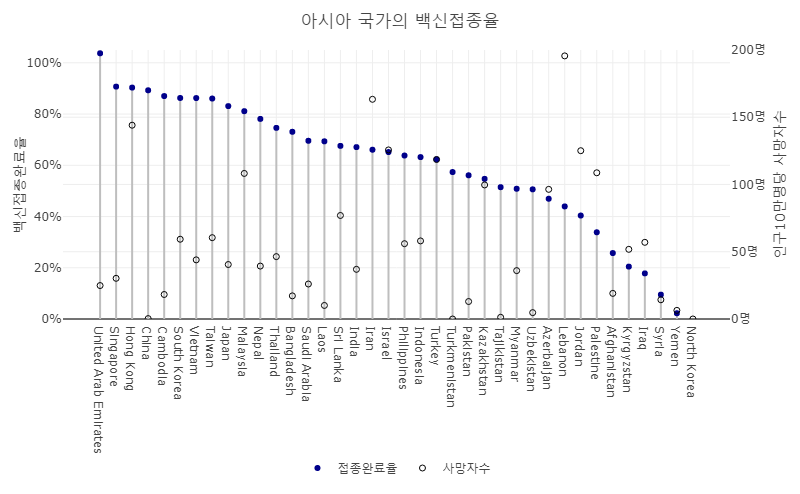 아시아 국가의 백신접종율
백신접종완료율
100%
80%
60%
40%
20%
0%
200명
150명
100명
50명
0명
인구10만명당 사망자수
United Arab Emirates
Singapore
Hong Kong
China
Cambodia
South Korea
Vietnam
Taiwan
Japan
Malaysia
Nepal
Thailand
Bangladesh
Saudi Arabia
Laos
Sri Lanka
India
Iran
Israel
Philippines
Indonesia
Turkey
Turkmenistan
Pakistan
Kazakhstan
Tajikistan
Myanmar
Uzbekistan
Azerbaijan
Lebanon
Jordan
Palestine
Afghanistan
Kyrgyzstan
Iraq
Syria
Yemen
North Korea
접종완료율
사망자수